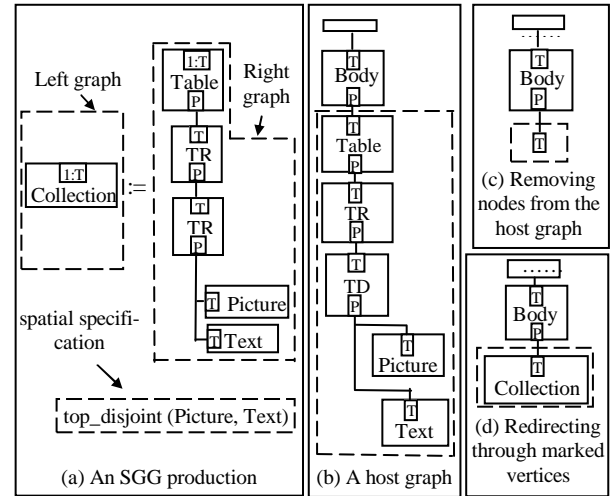 Left graph
1:T
Collection
:=
1:T
Table
P
Right
graph
T
TR
P
T
TR
P
T Picture
T Text
spatial specifi-
cation
top_disjoint (Picture, Text)
(a) An SGG production
T
Body
P
T
Table
P
T
TR
P
T
TD
P
T
Picture
T
Text
(b) A host graph
T
Body
P
T
(c) Removing
nodes from the
host graph
T
Body
P
T
Collection
(d) Redirecting
through marked
vertices